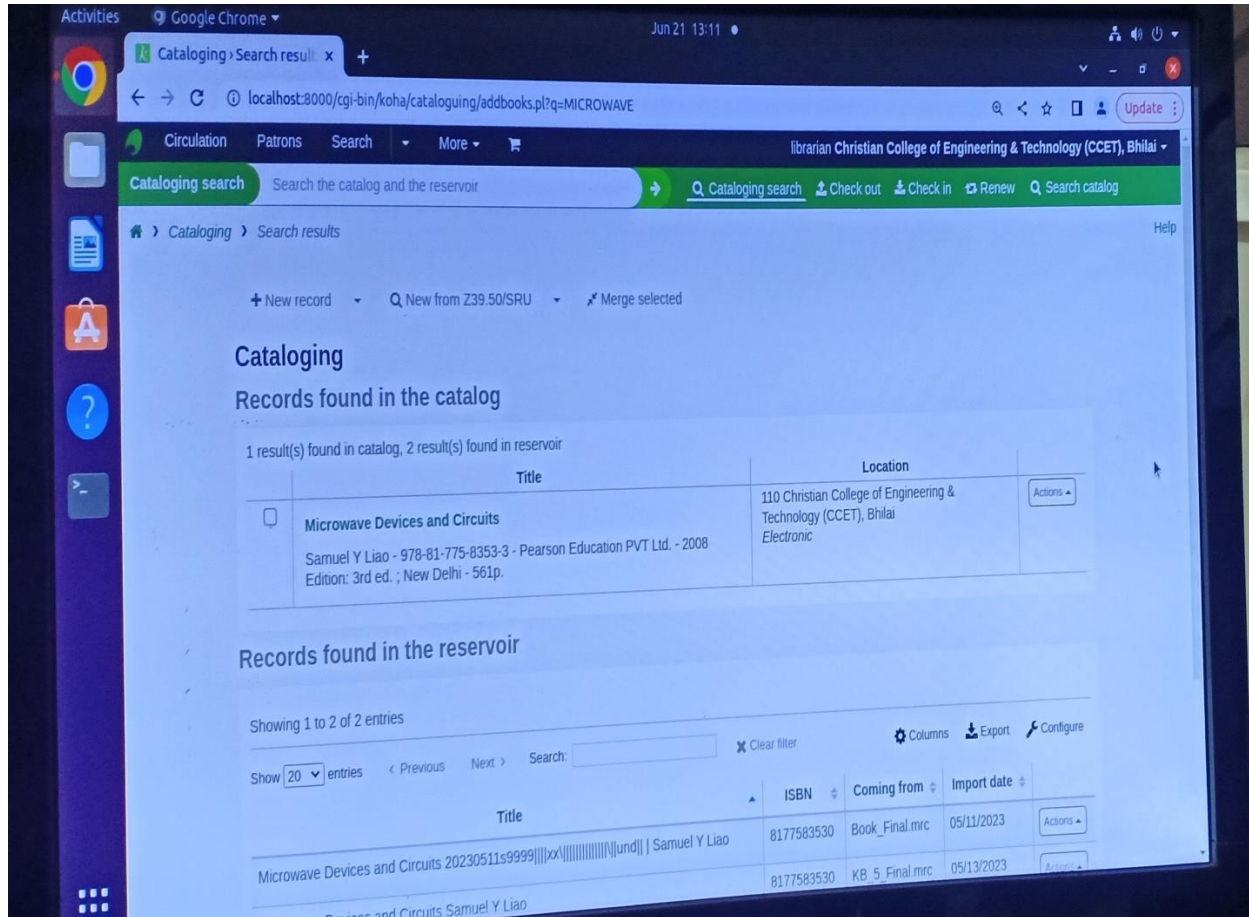 Activities Google Chrome Jun 21 13:11
Cataloging › Search result
localhost:8000/cgi-bin/koha/cataloguing/addbooks.pl?q=MICROWAVE Update
Circulation Patrons Search More librarian Christian College of Engineering & Technology (CCET), Bhilai
Cataloging search Search the catalog and the reservoir Cataloging search Check out Check in Renew Search catalog
Cataloging Search results Help
+ New record New from Z39.50/SRU Merge selected
Cataloging
Records found in the catalog
1 result(s) found in catalog, 2 result(s) found in reservoir
Title Location
Microwave Devices and Circuits 110 Christian College of Engineering & Actions
Samuel Y Liao - 978-81-775-8353-3 - Pearson Education PVT Ltd. - 2008 Technology (CCET), Bhilai
Edition: 3rd ed. ; New Delhi - 561p. Electronic
Records found in the reservoir
Showing 1 to 2 of 2 entries
Show 20 entries Previous Next Search: Clear filter Columns Export Configure
Title ISBN Coming from Import date
Microwave Devices and Circuits 20230511s9999||||xx\||||||||||||||\||und|| | Samuel Y Liao 8177583530 Book_Final.mrc 05/11/2023 Actions
Devices and Circuits Samuel Y Liao 8177583530 KB_5_Final.mrc 05/13/2023 Actions